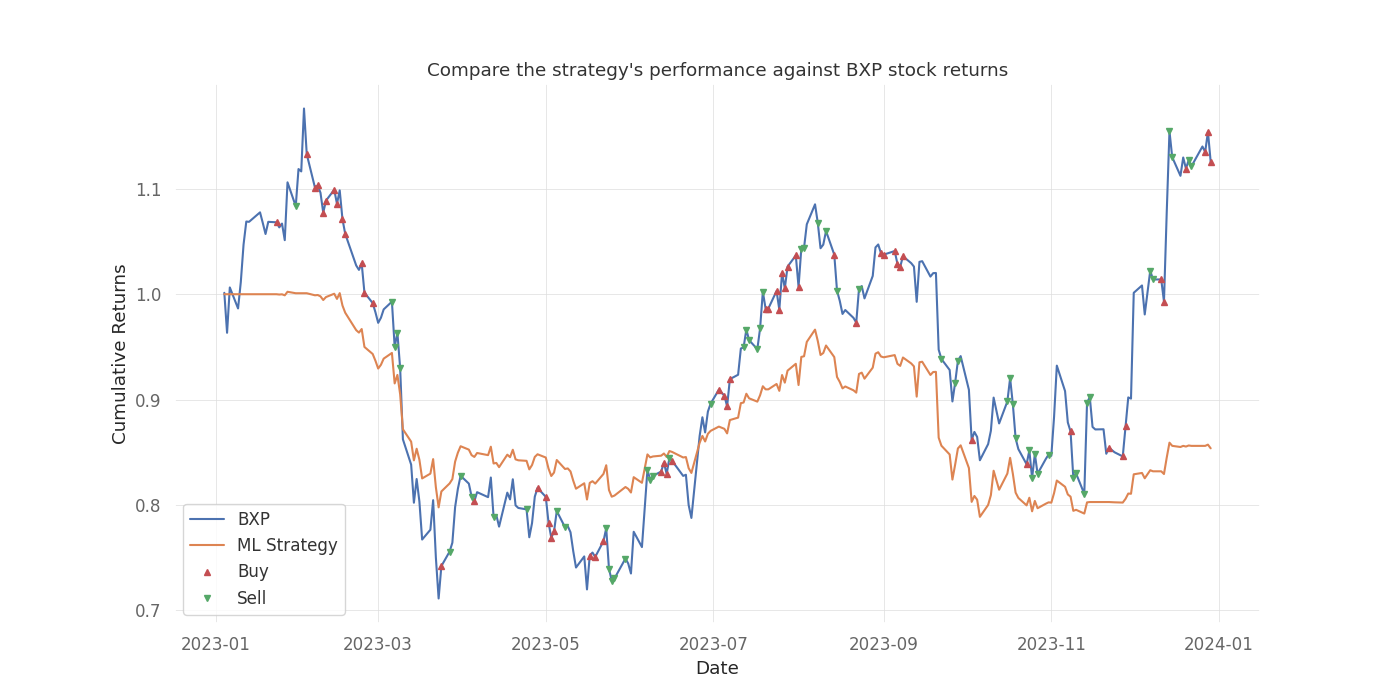 Compare the strategy's performance against BXP stock returns
Cumulative Returns
1.1
1.0
0.9
0.8
0.7
BXP
ML Strategy
Buy
Sell
2023-01 2023-03 2023-05 2023-07 2023-09 2023-11 2024-01
Date